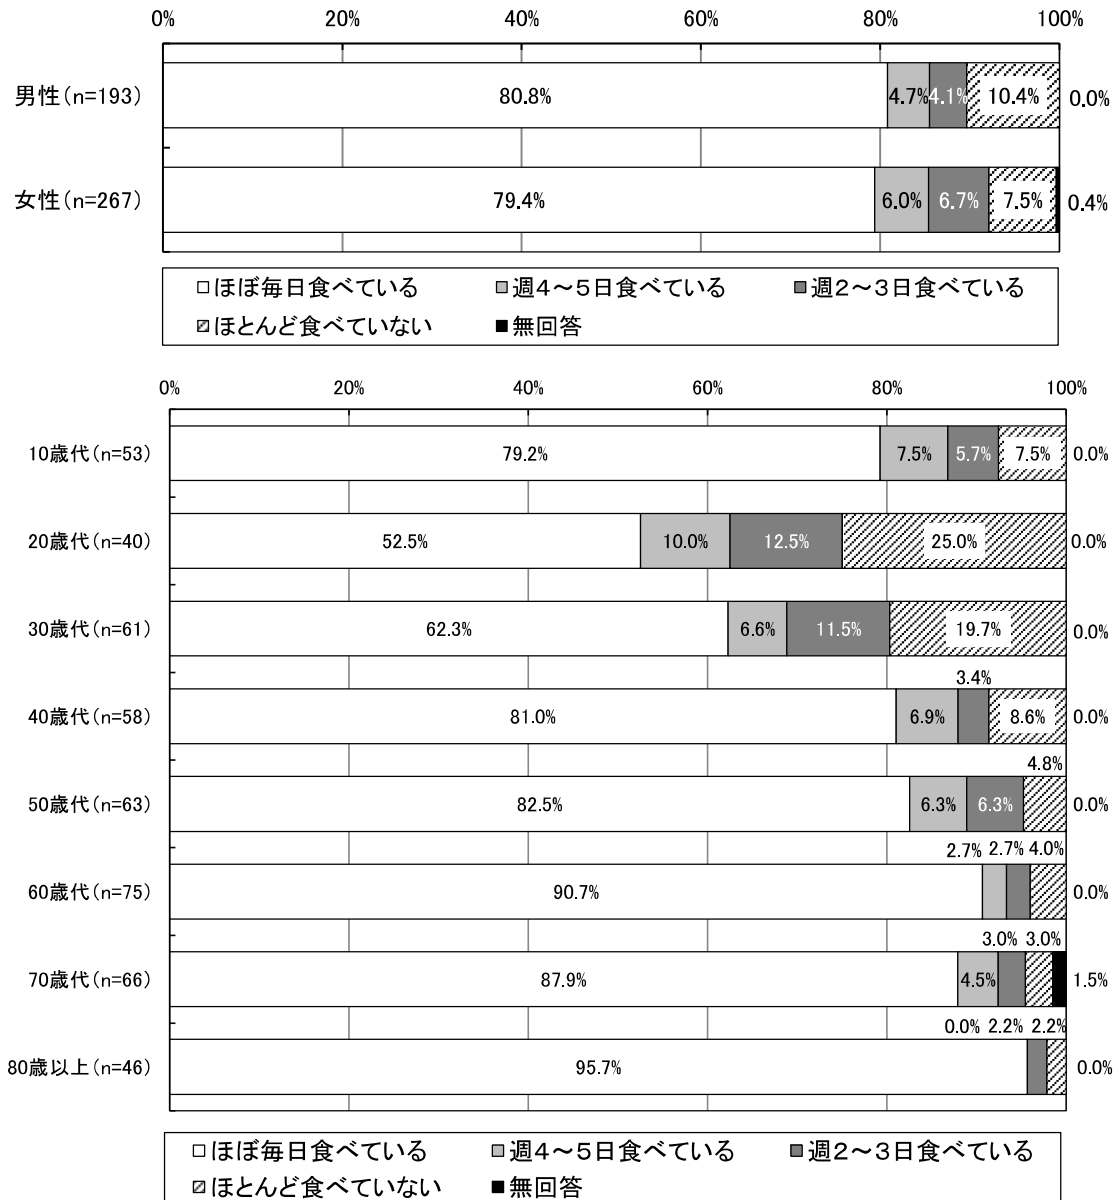 0% 20% 40% 60% 80% 100%
男性(n=193) 80.8% 4.7% 4.1% 10.4% 0.0%
女性(n=267) 79.4% 6.0% 6.7% 7.5% 0.4%
ほぼ毎日食べている 週4～5日食べている 週2～3日食べている
ほとんど食べていない 無回答
0% 20% 40% 60% 80% 100%
10歳代(n=53) 79.2% 7.5% 5.7% 7.5% 0.0%
20歳代(n=40) 52.5% 10.0% 12.5% 25.0% 0.0%
30歳代(n=61) 62.3% 6.6% 11.5% 19.7% 0.0%
3.4%
40歳代(n=58) 81.0% 6.9% 8.6% 0.0%
4.8%
50歳代(n=63) 82.5% 6.3% 6.3% 0.0%
2.7% 2.7% 4.0%
60歳代(n=75) 90.7% 0.0%
3.0% 3.0%
70歳代(n=66) 87.9% 4.5% 1.5%
0.0% 2.2% 2.2%
80歳以上(n=46) 95.7% 0.0%
ほぼ毎日食べている 週4～5日食べている 週2～3日食べている
ほとんど食べていない 無回答